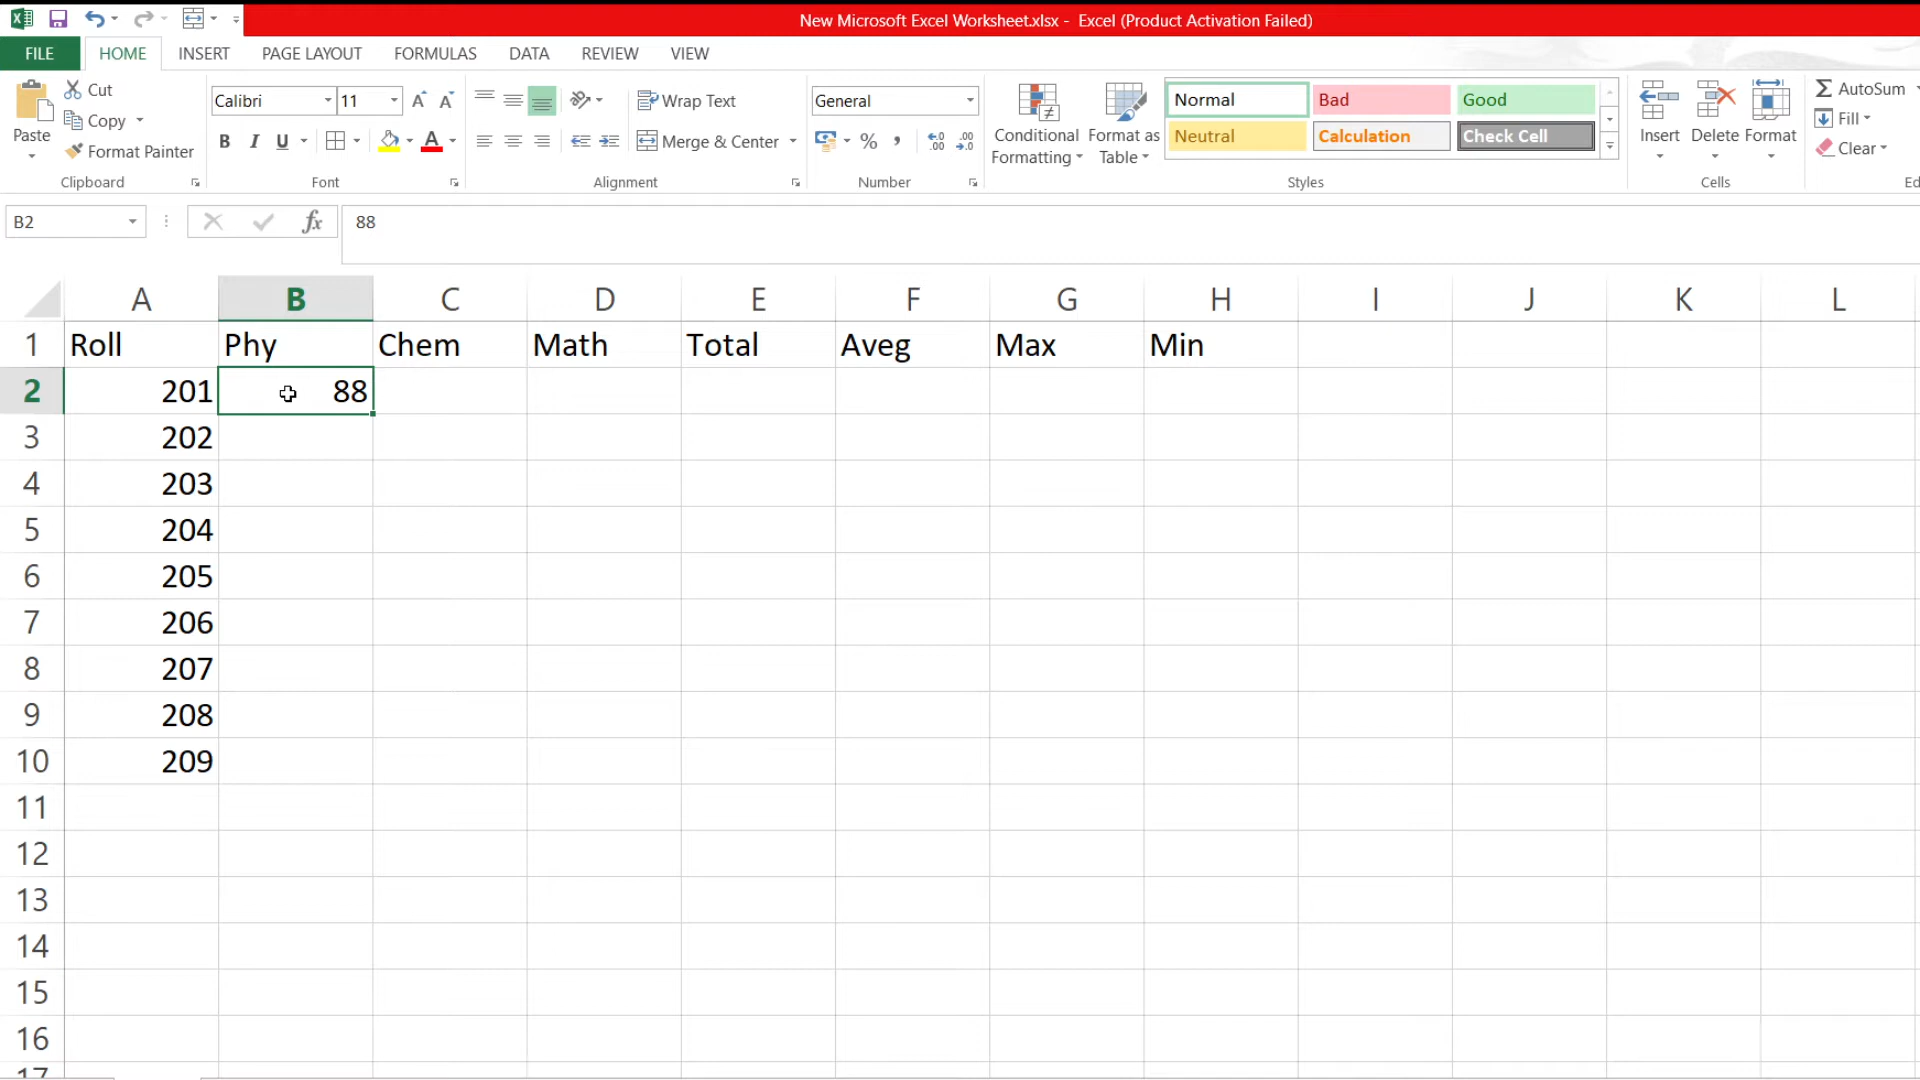 New Microsoft Excel Worksheet.xlsx - Excel (Product Activation Failed)
FILE HOME INSERT PAGE LAYOUT FORMULAS DATA REVIEW VIEW
Paste
Cut
Copy
Format Painter
Clipboard
Calibri 11
B I U A
Font
Wrap Text
Merge & Center
Alignment
General
% ,
Number
Conditional Formatting
Format as Table
Normal Bad Good
Neutral Calculation Check Cell
Styles
Insert Delete Format
Cells
AutoSum
Fill
Clear
Ed
B2 fx 88
A B C D E F G H I J K L
1 Roll Phy Chem Math Total Aveg Max Min
2 201 88
3 202
4 203
5 204
6 205
7 206
8 207
9 208
10 209
11
12
13
14
15
16
17